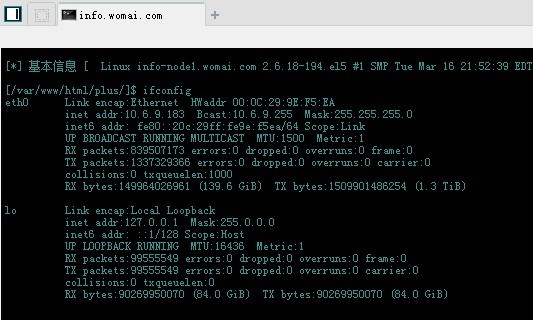 info.womai.com
[*] 基本信息 [  Linux info-node1.womai.com 2.6.18-194.el5 #1 SMP Tue Mar 16 21:52:39 EDT
[/var/www/html/plus/]$ ifconfig
eth0      Link encap:Ethernet  HWaddr 00:0C:29:9E:F5:EA
inet addr:10.6.9.183  Bcast:10.6.9.255  Mask:255.255.255.0
inet6 addr: fe80::20c:29ff:fe9e:f5ea/64 Scope:Link
UP BROADCAST RUNNING MULTICAST  MTU:1500  Metric:1
RX packets:839507173 errors:0 dropped:0 overruns:0 frame:0
TX packets:1337329366 errors:0 dropped:0 overruns:0 carrier:0
collisions:0 txqueuelen:1000
RX bytes:149964026961 (139.6 GiB)  TX bytes:1509901486254 (1.3 TiB)
lo        Link encap:Local Loopback
inet addr:127.0.0.1  Mask:255.0.0.0
inet6 addr: ::1/128 Scope:Host
UP LOOPBACK RUNNING  MTU:16436  Metric:1
RX packets:99555549 errors:0 dropped:0 overruns:0 frame:0
TX packets:99555549 errors:0 dropped:0 overruns:0 carrier:0
collisions:0 txqueuelen:0
RX bytes:90269950070 (84.0 GiB)  TX bytes:90269950070 (84.0 GiB)